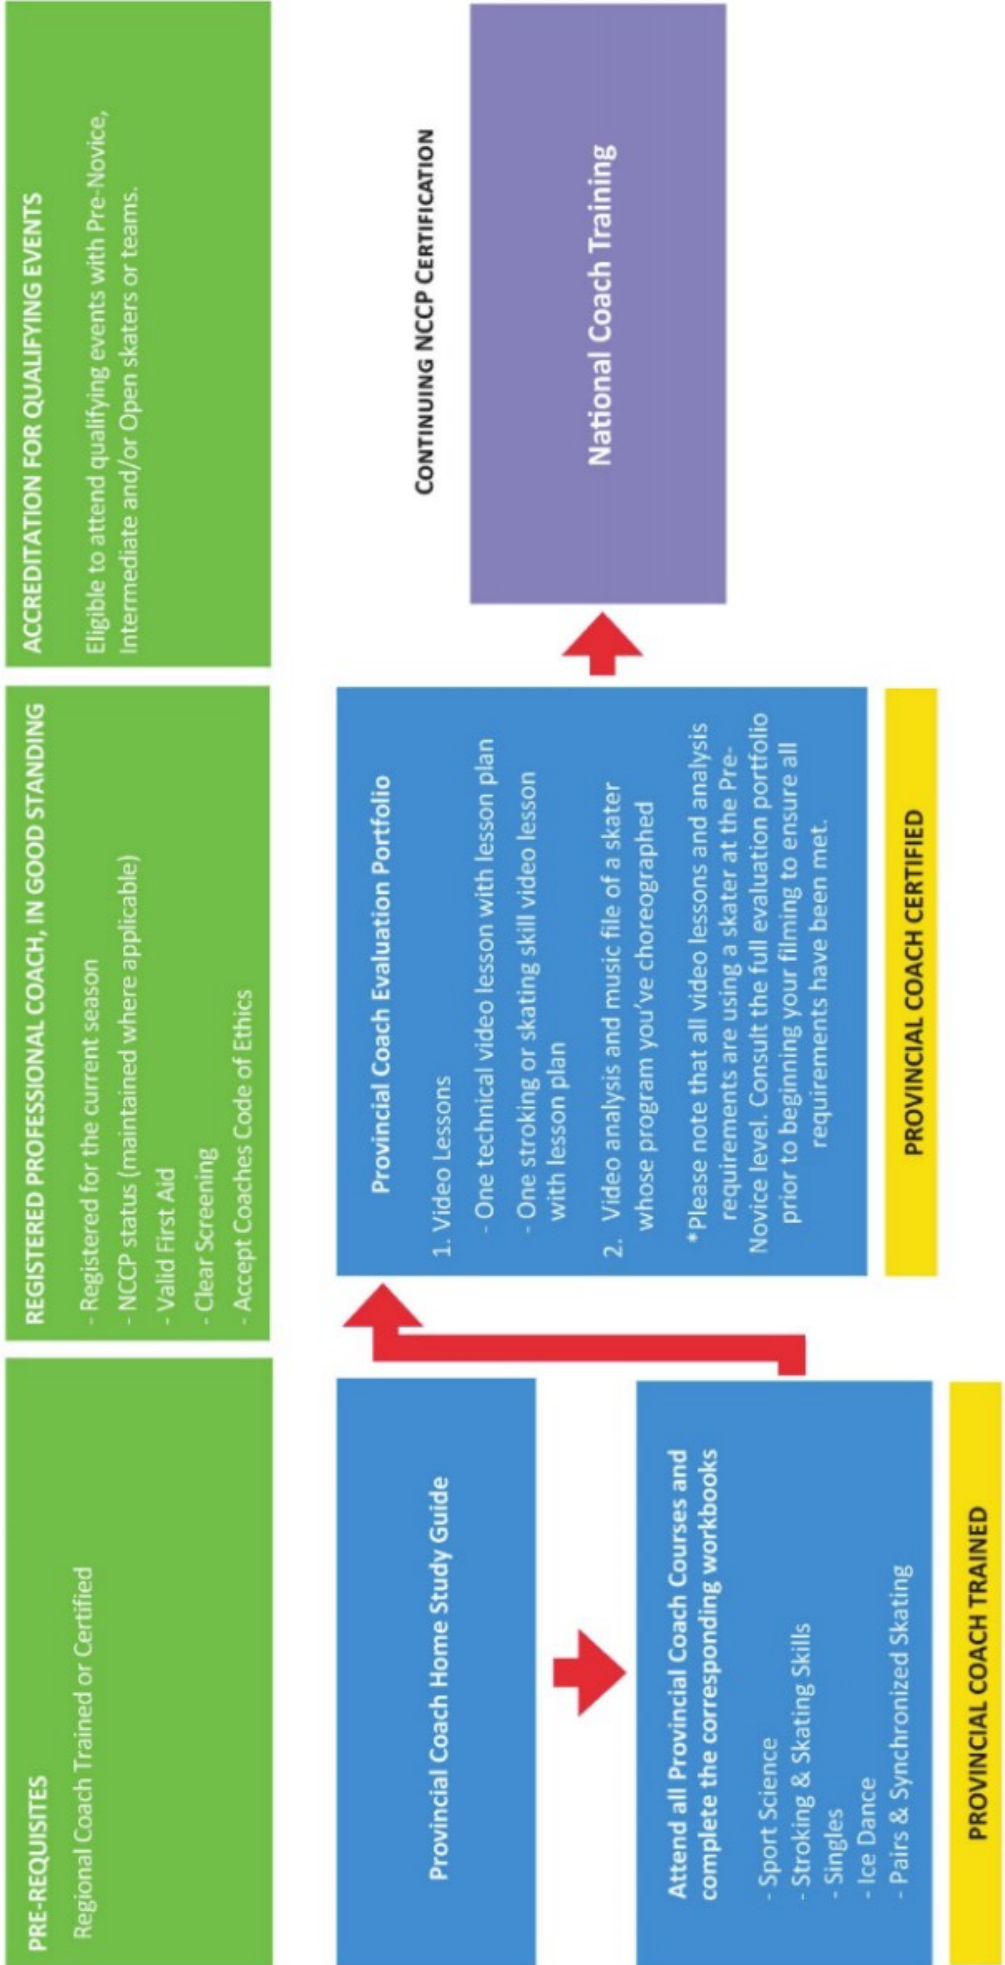 PRE-REQUISITES
Regional Coach Trained or Certified
REGISTERED PROFESSIONAL COACH, IN GOOD STANDING
- Registered for the current season
- NCCP status (maintained where applicable)
- Valid First Aid
- Clear Screening
- Accept Coaches Code of Ethics
ACCREDITATION FOR QUALIFYING EVENTS
Eligible to attend qualifying events with Pre-Novice,
Intermediate and/or Open skaters or teams.
Provincial Coach Home Study Guide
Attend all Provincial Coach Courses and
complete the corresponding workbooks
- Sport Science
- Stroking & Skating Skills
- Singles
- Ice Dance
- Pairs & Synchronized Skating
PROVINCIAL COACH TRAINED
Provincial Coach Evaluation Portfolio
1. Video Lessons
- One technical video lesson with lesson plan
- One stroking or skating skill video lesson
with lesson plan
2. Video analysis and music file of a skater
whose program you've choreographed
*Please note that all video lessons and analysis
requirements are using a skater at the Pre-
Novice level. Consult the full evaluation portfolio
prior to beginning your filming to ensure all
requirements have been met.
PROVINCIAL COACH CERTIFIED
CONTINUING NCCP CERTIFICATION
National Coach Training